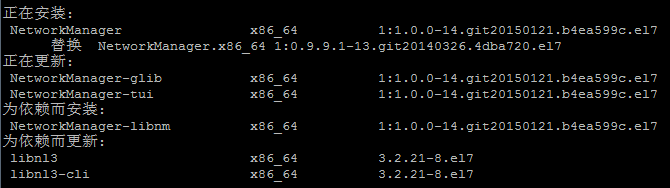 正在安装:
NetworkManager x86_64 1:1.0.0-14.git20150121.b4ea599c.el7
替换 NetworkManager.x86_64 1:0.9.9.1-13.git20140326.4dba720.el7
正在更新:
NetworkManager-glib x86_64 1:1.0.0-14.git20150121.b4ea599c.el7
NetworkManager-tui x86_64 1:1.0.0-14.git20150121.b4ea599c.el7
为依赖而安装:
NetworkManager-libnm x86_64 1:1.0.0-14.git20150121.b4ea599c.el7
为依赖而更新:
libnl3 x86_64 3.2.21-8.el7
libnl3-cli x86_64 3.2.21-8.el7